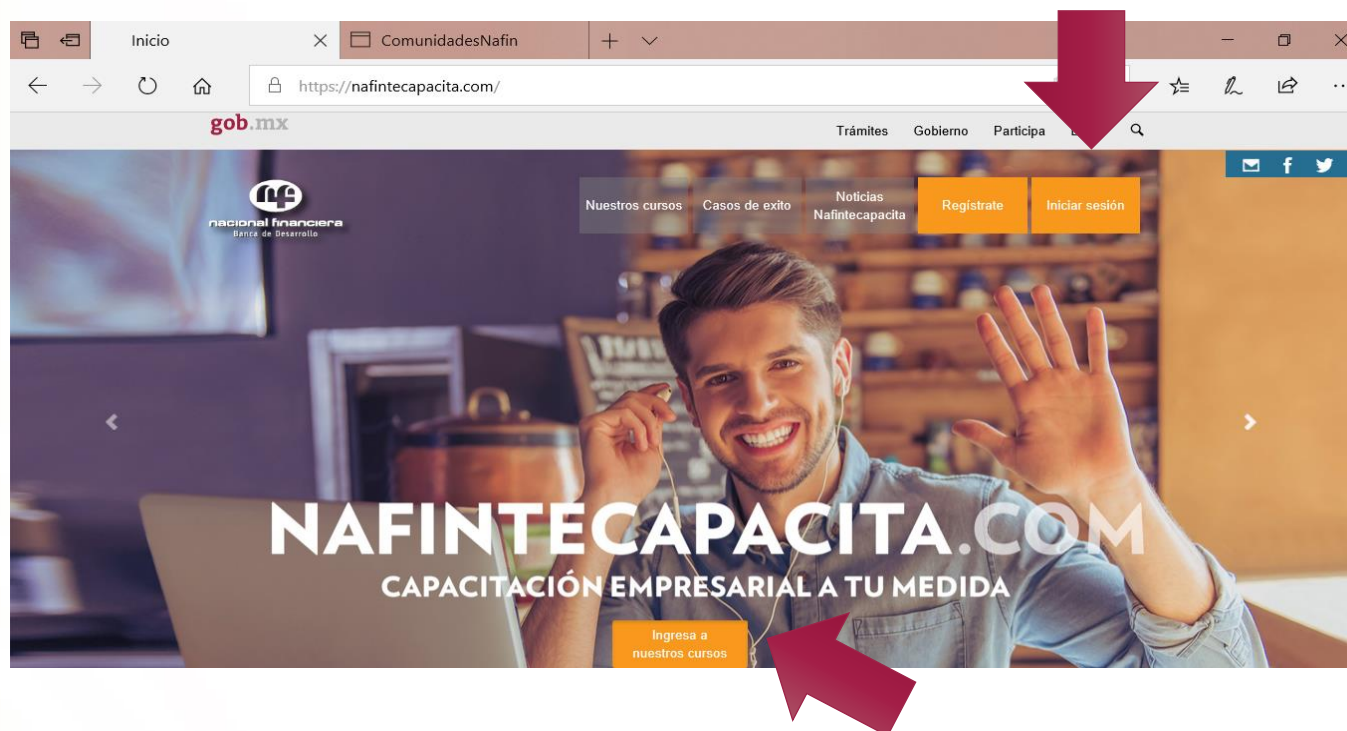 Inicio
ComunidadesNafin
https://nafintecapacita.com/
gob.mx
Trámites Gobierno Participa
nacional financiera
Banca de Desarrollo
Nuestros cursos
Casos de exito
Noticias
Nafintecapacita
Regístrate
Iniciar sesión
NAFINTECAPACITA.COM
CAPACITACIÓN EMPRESARIAL A TU MEDIDA
Ingresa a
nuestros cursos